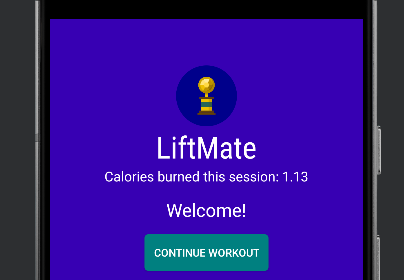 LiftMate
Calories burned this session: 1.13
Welcome!
CONTINUE WORKOUT